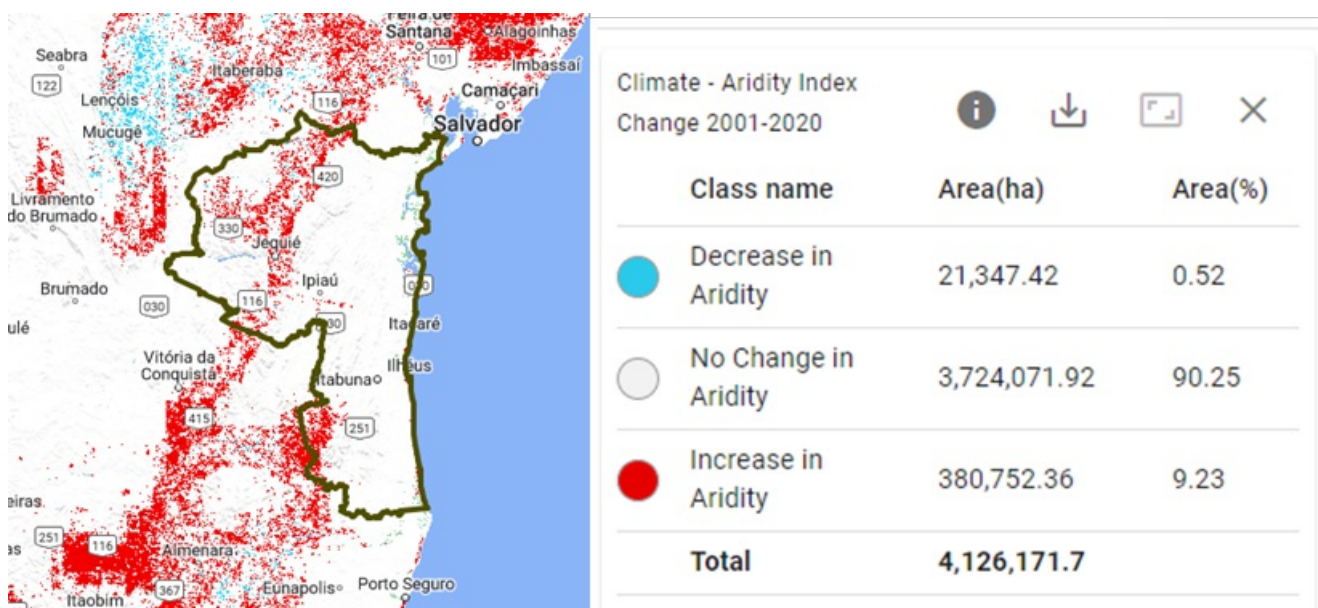 Feira de
Santana
Alagoinhas
101
Imbassaí
Seabra
122
Itaberaba
Camaçari
Lençóis
116
Mucugê
Salvador
420
Livramento
do Brumado
330
Jequié
Brumado
116
Ipiaú
030
Itacaré
ulé
Vitória da
Conquista
Ilhéus
Itabuna
415
251
eiras
251
116
as
Almenara
367
Eunapolis
Porto Seguro
Itaobim
Climate - Aridity Index
Change 2001-2020
Class name Area(ha) Area(%)
Decrease in
Aridity
21,347.42 0.52
No Change in
Aridity
3,724,071.92 90.25
Increase in
Aridity
380,752.36 9.23
Total 4,126,171.7